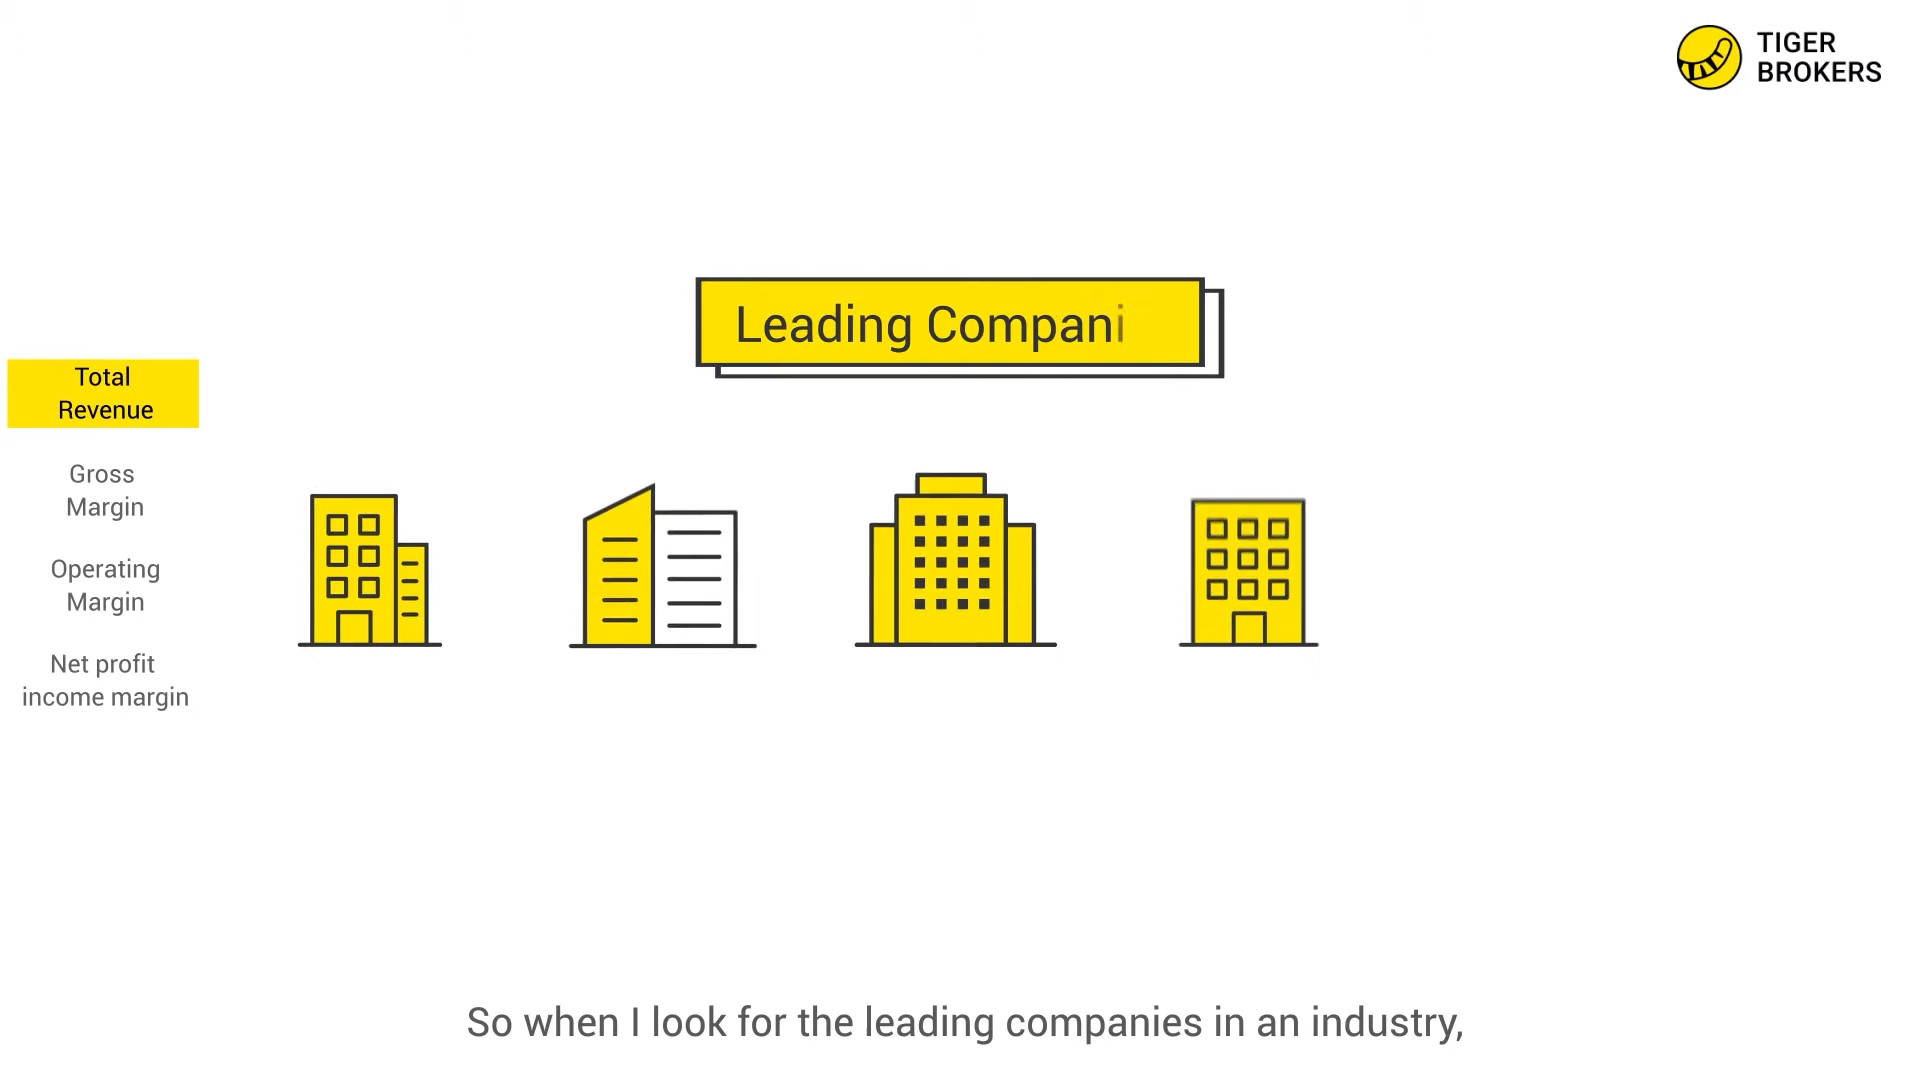 TIGER
BROKERS
Leading Compani
Total
Revenue
Gross
Margin
Operating
Margin
Net profit
income margin
So when I look for the leading companies in an industry,